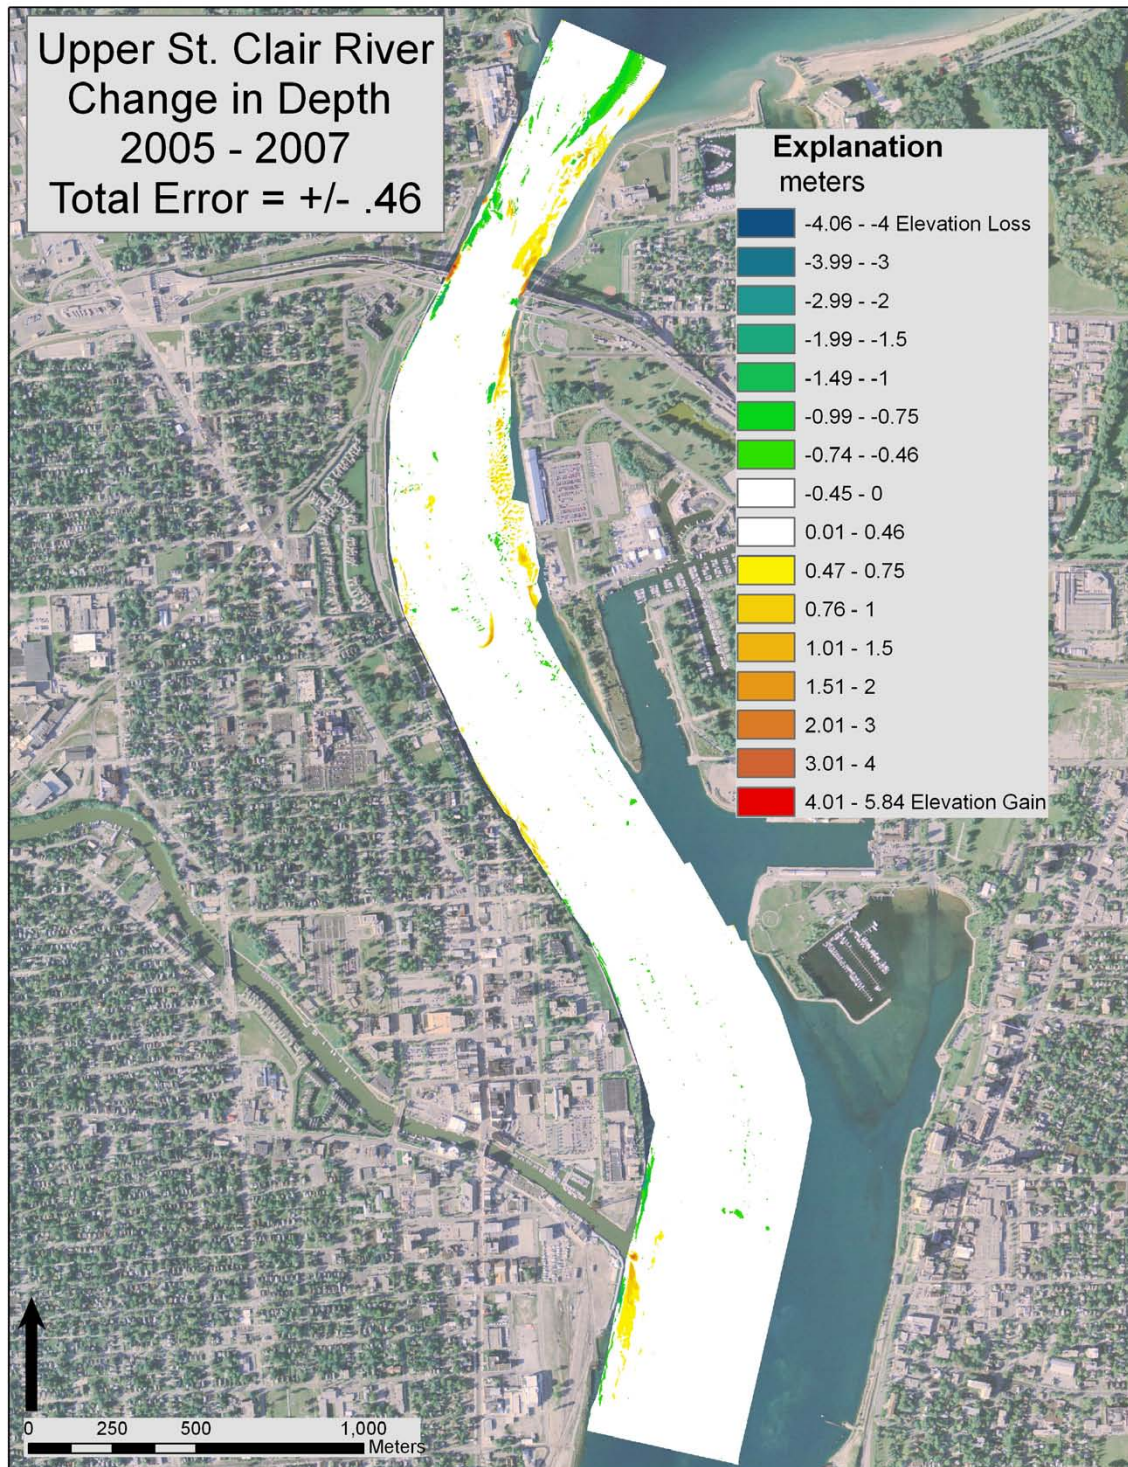 Upper St. Clair River
Change in Depth
2005 - 2007
Total Error = +/- .46
Explanation
meters
-4.06 - -4 Elevation Loss
-3.99 - -3
-2.99 - -2
-1.99 - -1.5
-1.49 - -1
-0.99 - -0.75
-0.74 - -0.46
-0.45 - 0
0.01 - 0.46
0.47 - 0.75
0.76 - 1
1.01 - 1.5
1.51 - 2
2.01 - 3
3.01 - 4
4.01 - 5.84 Elevation Gain
0 250 500 1,000
Meters